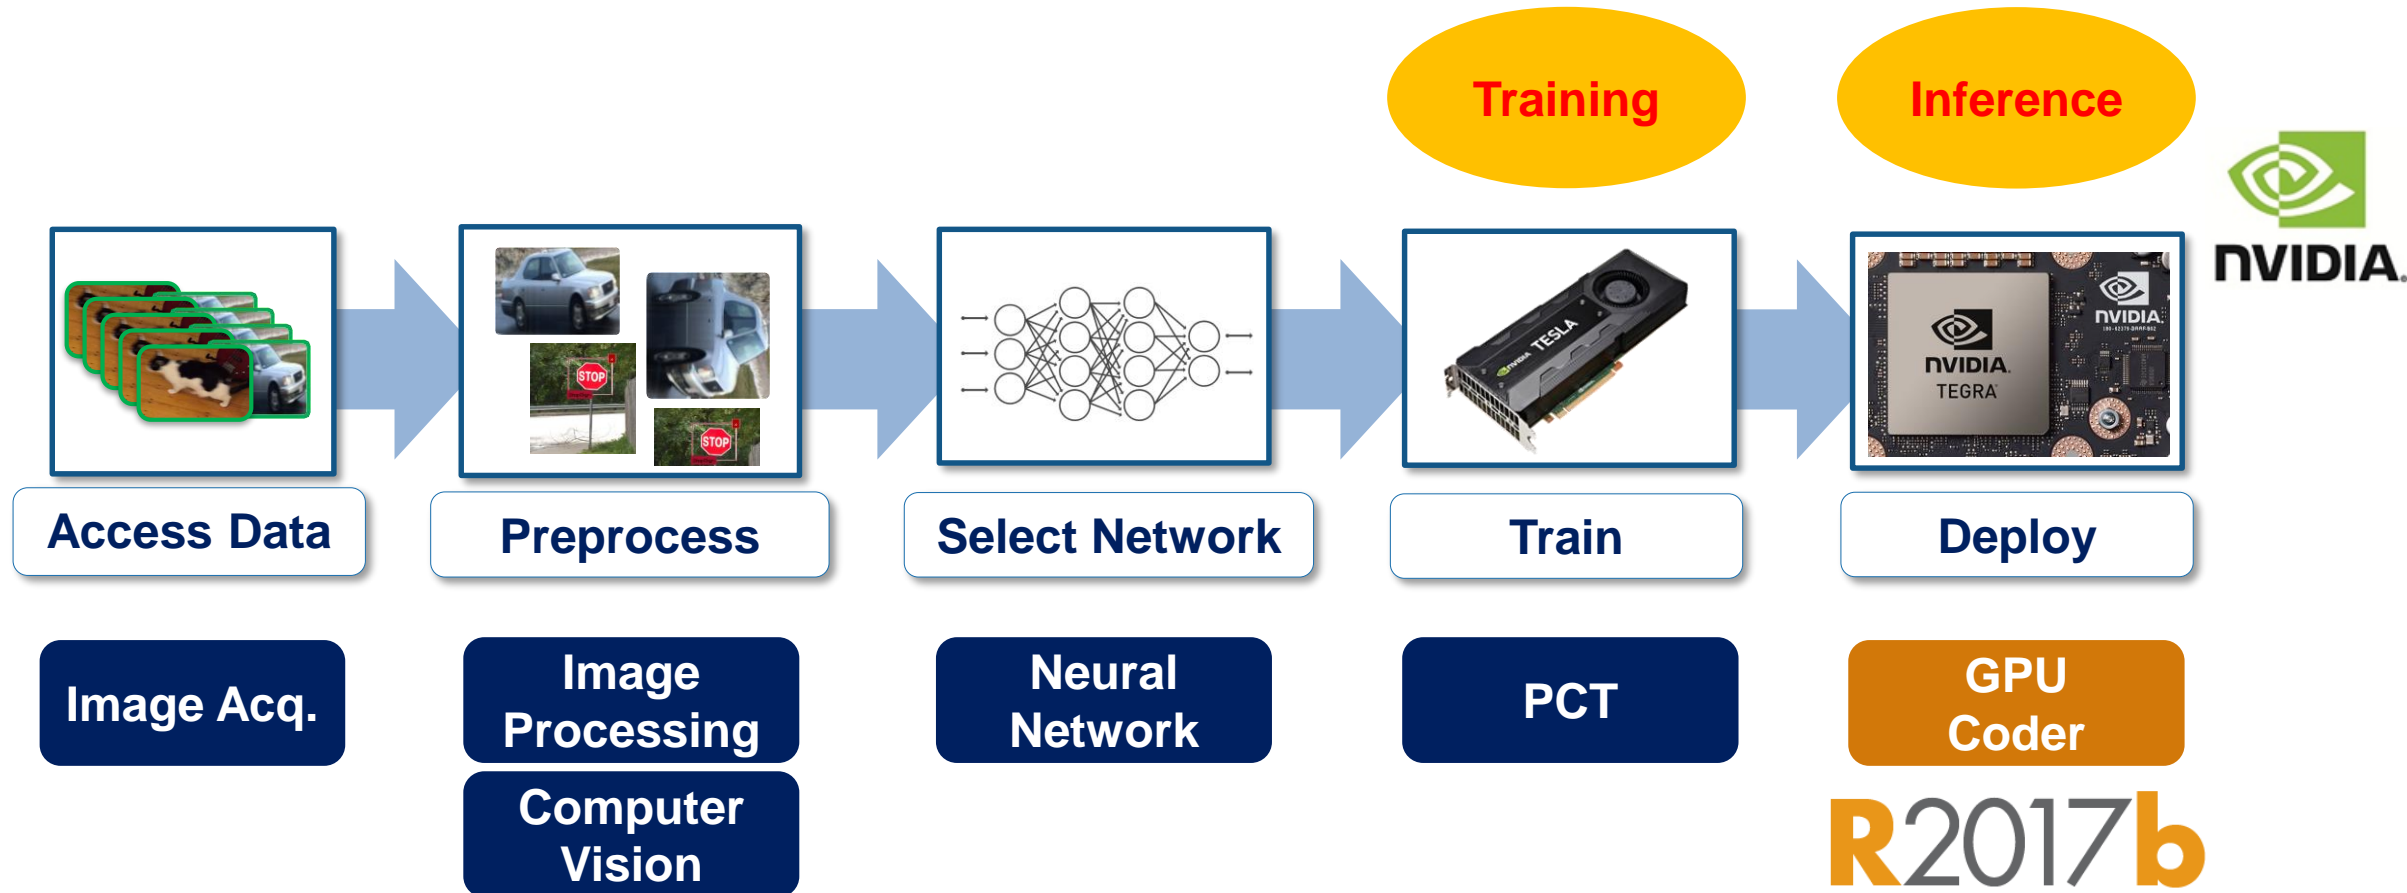 Training
Inference
NVIDIA.
STOP
STOP
NVIDIA TESLA
NVIDIA.
TEGRA
NVIDIA.
Access Data
Preprocess
Select Network
Train
Deploy
Image Acq.
Image
Processing
Neural
Network
PCT
GPU
Coder
Computer
Vision
R2017b